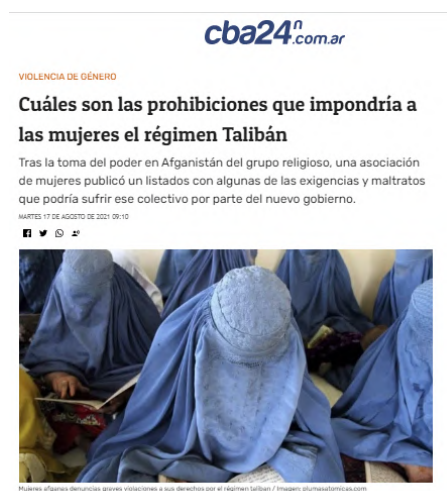 cba24n.com.ar
VIOLENCIA DE GÉNERO
Cuáles son las prohibiciones que impondría a
las mujeres el régimen Talibán
Tras la toma del poder en Afganistán del grupo religioso, una asociación
de mujeres publicó un listados con algunas de las exigencias y maltratos
que podría sufrir ese colectivo por parte del nuevo gobierno.
MARTES 17 DE AGOSTO DE 2021 09:10
Mujeres afganas denuncias graves violaciones a sus derechos por el régimen taliban / Imagen: plumasatomicas.com